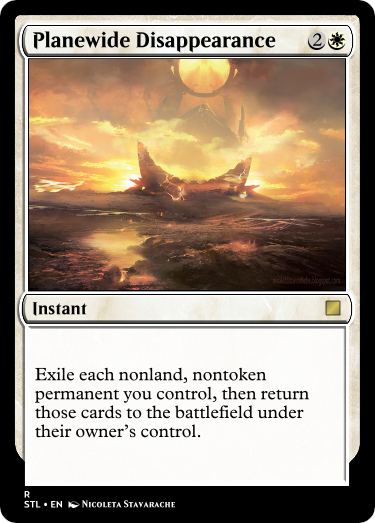 Planewide Disappearance 2
Instant
Exile each nonland, nontoken
permanent you control, then return
those cards to the battlefield under
their owner's control.
R
STL • EN Nicoleta Stavarache